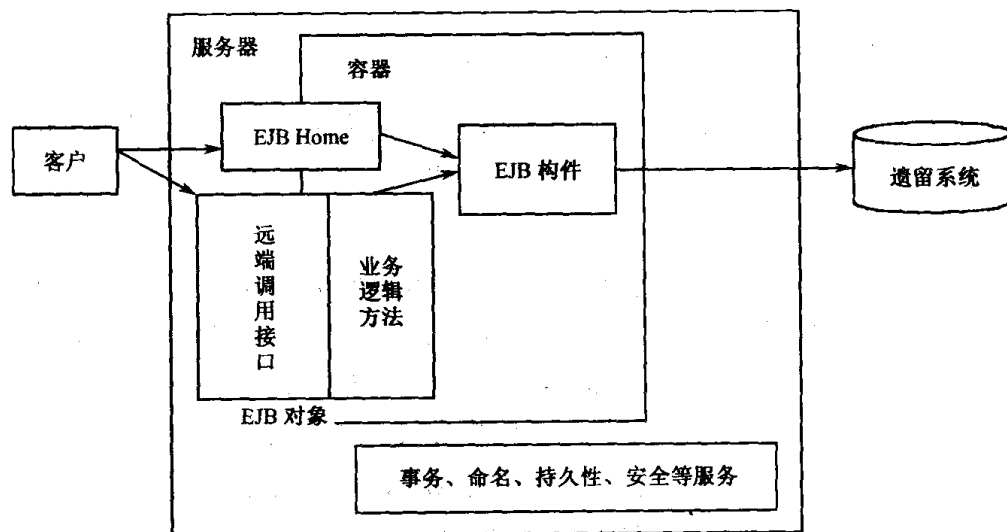 服务器
容器
客户
EJB Home
EJB 构件
遗留系统
远端调用接口
业务
逻辑
方法
EJB 对象
事务、命名、持久性、安全等服务